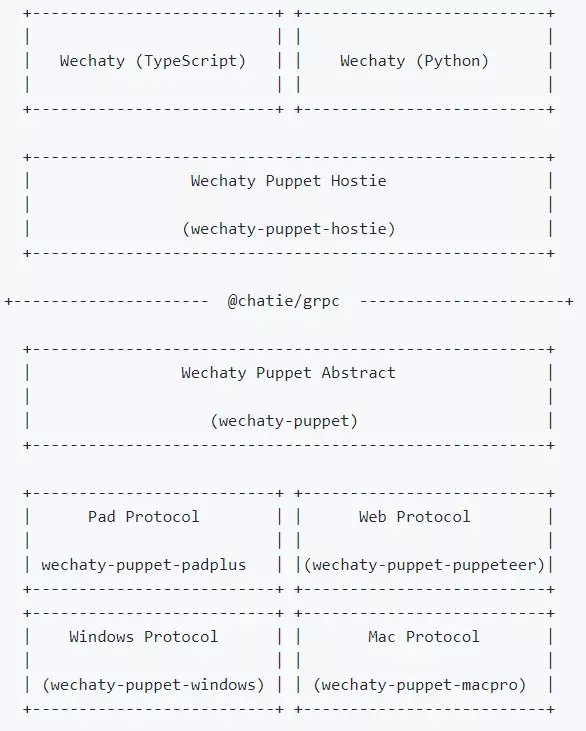 +--------------------------+ +--------------------------+
|                          | |                          |
|   Wechaty (TypeScript)   | |    Wechaty (Python)      |
|                          | |                          |
+--------------------------+ +--------------------------+
+-------------------------------------------------------+
|                 Wechaty Puppet Hostie                 |
|                                                       |
|                (wechaty-puppet-hostie)                |
+-------------------------------------------------------+
+---------------------  @chatie/grpc  ----------------------+
+-------------------------------------------------------+
|                Wechaty Puppet Abstract                |
|                                                       |
|                   (wechaty-puppet)                    |
+-------------------------------------------------------+
+--------------------------+ +--------------------------+
|      Pad Protocol        | |      Web Protocol        |
|                          | |                          |
| wechaty-puppet-padplus   | |(wechaty-puppet-puppeteer)|
+--------------------------+ +--------------------------+
+--------------------------+ +--------------------------+
|    Windows Protocol      | |       Mac Protocol       |
|                          | |                          |
| (wechaty-puppet-windows) | | (wechaty-puppet-macpro)  |
+--------------------------+ +--------------------------+